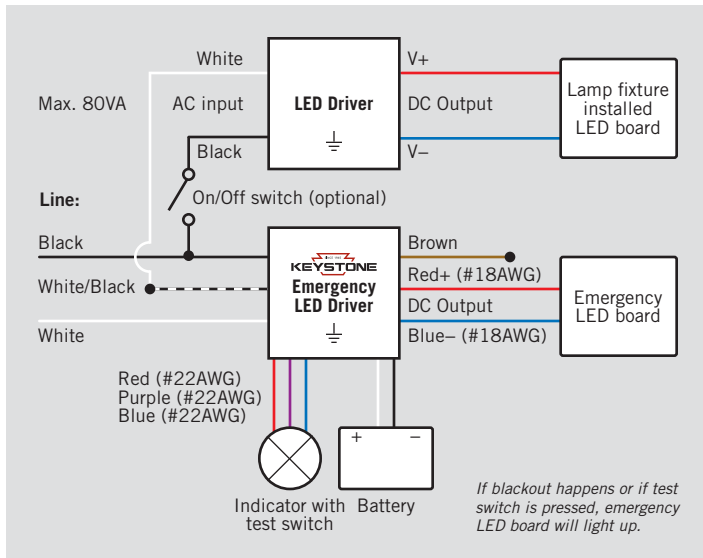 White
V+
Max. 80VA
AC input
LED Driver
DC Output
Lamp fixture
installed
LED board
Black
V–
Line:
On/Off switch (optional)
Black
KEYSTONE
Emergency
LED Driver
Brown
Red+ (#18AWG)
White/Black
DC Output
Emergency
LED board
White
Blue– (#18AWG)
Red (#22AWG)
Purple (#22AWG)
Blue (#22AWG)
+ –
Indicator with
test switch
Battery
If blackout happens or if test
switch is pressed, emergency
LED board will light up.